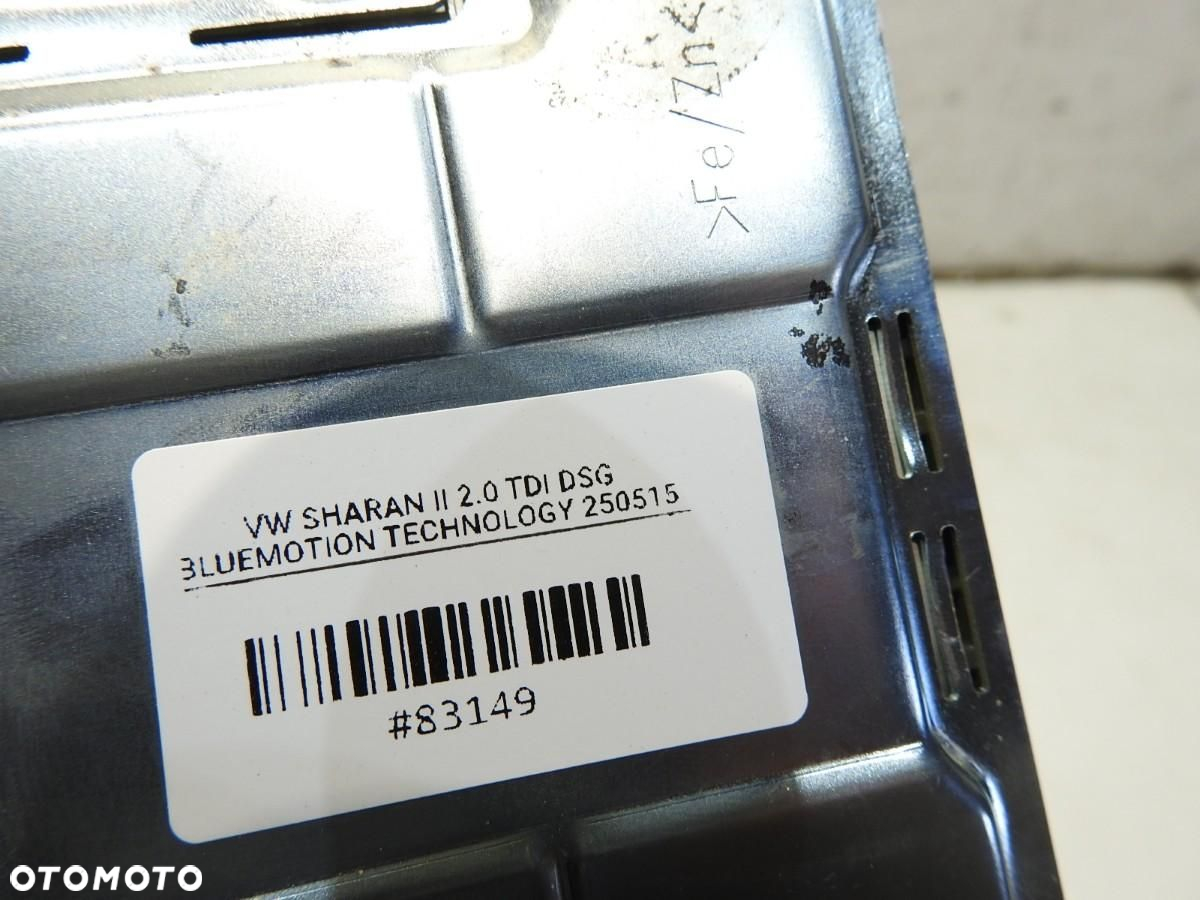 >Fe/Zn<
VW SHARAN II 2.0 TDI DSG
BLUEMOTION TECHNOLOGY 250515
#83149
OTOMOTO